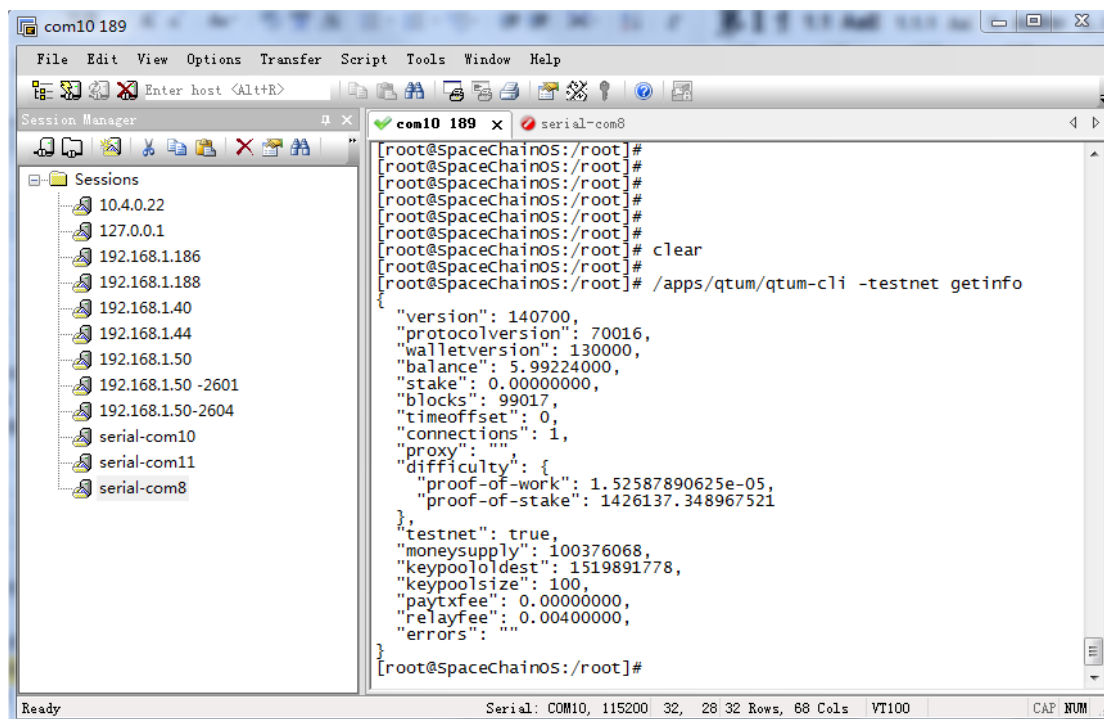 com10 189
File Edit View Options Transfer Script Tools Window Help
Enter host <Alt+R>
Session Manager
com10 189 x serial-com8
Sessions
10.4.0.22
127.0.0.1
192.168.1.186
192.168.1.188
192.168.1.40
192.168.1.44
192.168.1.50
192.168.1.50 -2601
192.168.1.50-2604
serial-com10
serial-com11
serial-com8
[root@SpaceChainOS:/root]#
[root@SpaceChainOS:/root]#
[root@SpaceChainOS:/root]#
[root@SpaceChainOS:/root]#
[root@SpaceChainOS:/root]#
[root@SpaceChainOS:/root]#
[root@SpaceChainOS:/root]# clear
[root@SpaceChainOS:/root]#
[root@SpaceChainOS:/root]# /apps/qtum/qtum-cli -testnet getinfo
{
"version": 140700,
"protocolversion": 70016,
"walletversion": 130000,
"balance": 5.99224000,
"stake": 0.00000000,
"blocks": 99017,
"timeoffset": 0,
"connections": 1,
"proxy": "",
"difficulty": {
"proof-of-work": 1.52587890625e-05,
"proof-of-stake": 1426137.348967521
},
"testnet": true,
"moneysupply": 100376068,
"keypoololdest": 1519891778,
"keypoolsize": 100,
"paytxfee": 0.00000000,
"relayfee": 0.00400000,
"errors": ""
}
[root@SpaceChainOS:/root]#
Ready Serial: COM10, 115200 32, 28 32 Rows, 68 Cols VT100 CAP NUM